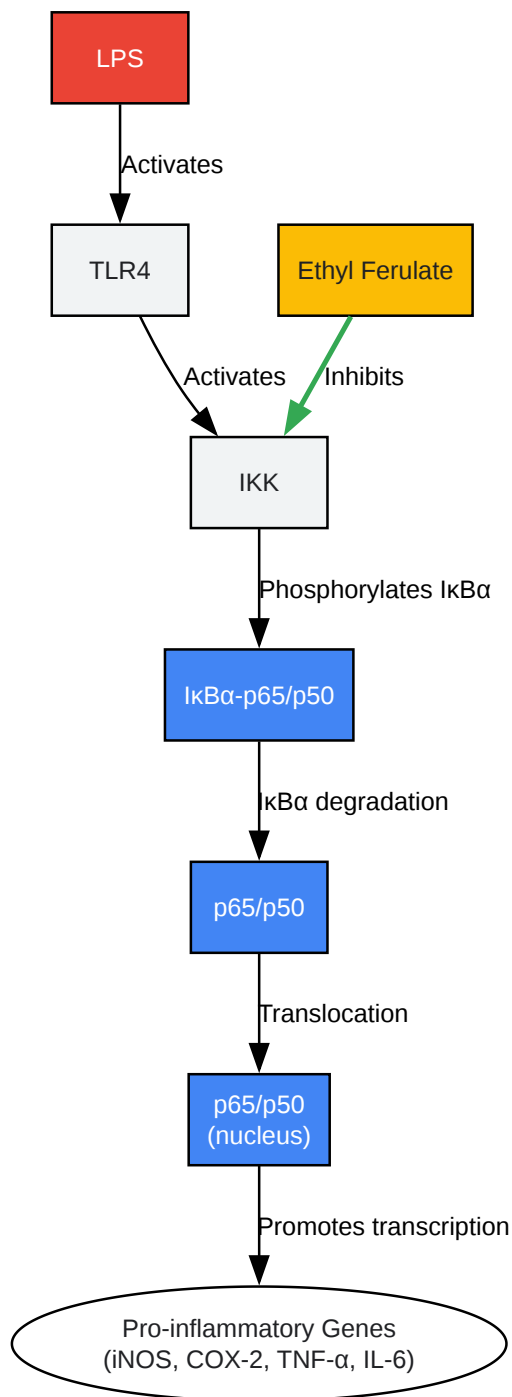 LPS
Activates
TLR4
Ethyl Ferulate
Activates
Inhibits
IKK
Phosphorylates IκBα
IκBα-p65/p50
IκBα degradation
p65/p50
Translocation
p65/p50
(nucleus)
Promotes transcription
Pro-inflammatory Genes
(iNOS, COX-2, TNF-α, IL-6)